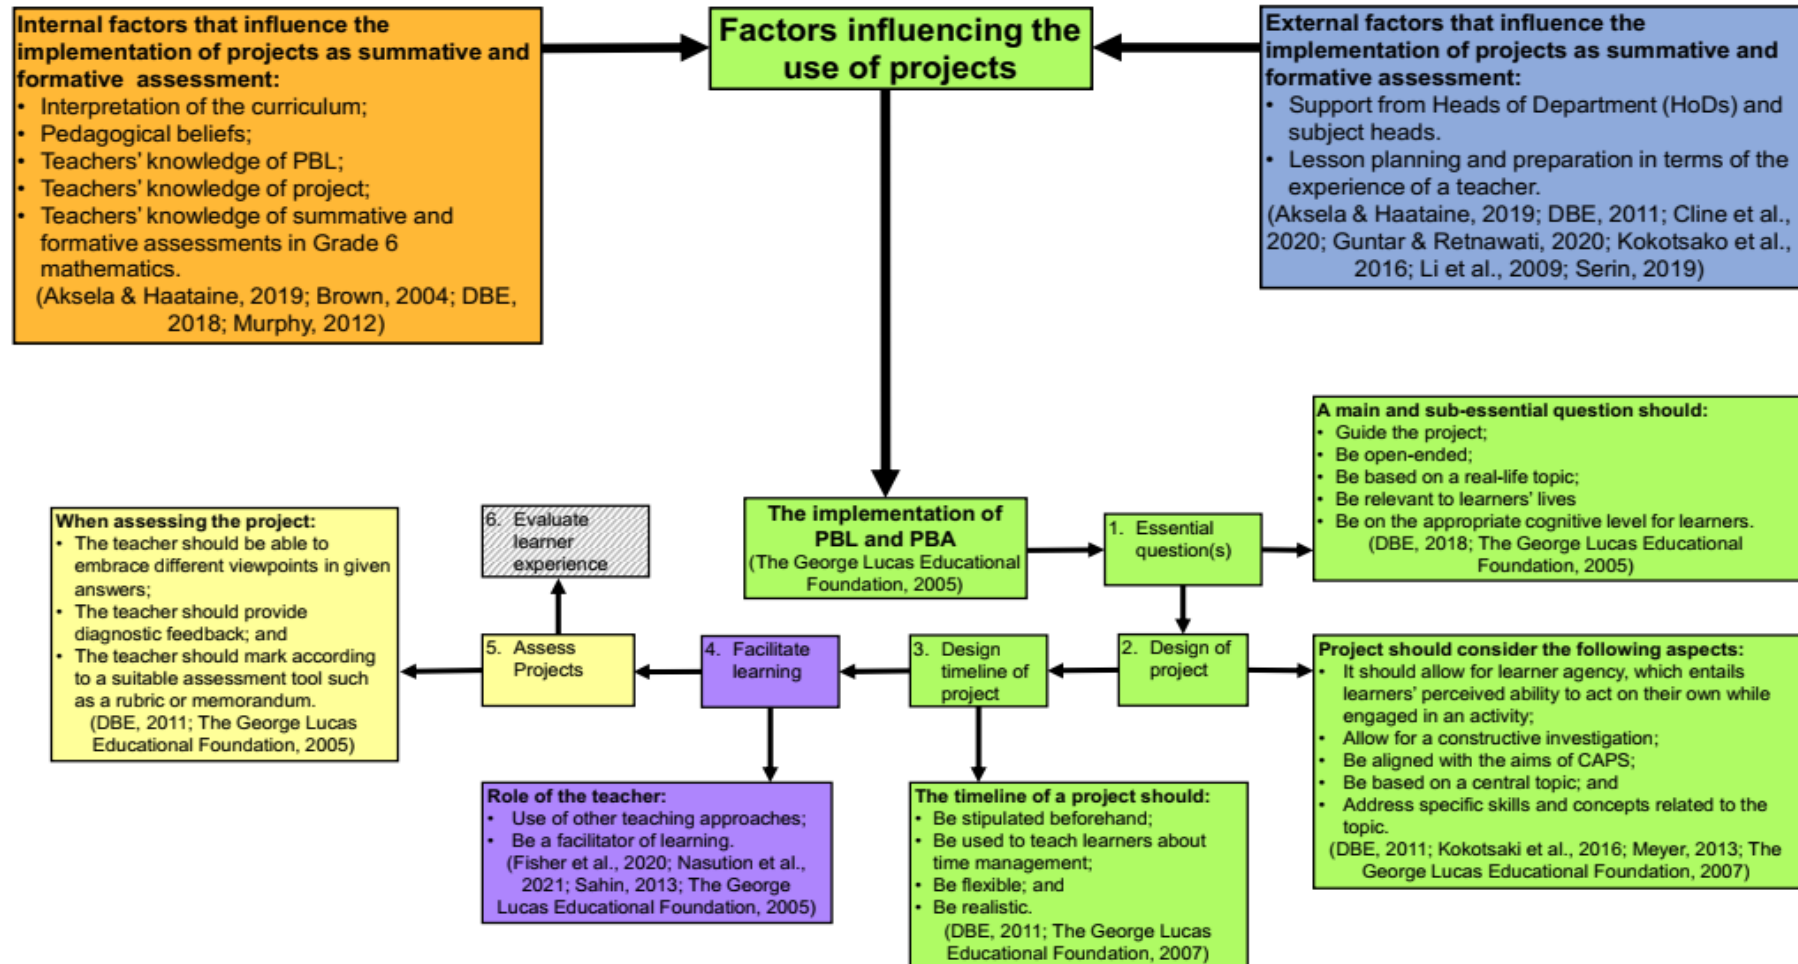 Internal factors that influence the
implementation of projects as summative and
formative assessment:
• Interpretation of the curriculum;
• Pedagogical beliefs;
• Teachers' knowledge of PBL;
• Teachers' knowledge of project;
• Teachers' knowledge of summative and
formative assessments in Grade 6
mathematics.
(Aksela & Haataine, 2019; Brown, 2004; DBE,
2018; Murphy, 2012)
Factors influencing the
use of projects
External factors that influence the
implementation of projects as summative and
formative assessment:
• Support from Heads of Department (HoDs) and
subject heads.
• Lesson planning and preparation in terms of the
experience of a teacher.
(Aksela & Haataine, 2019; DBE, 2011; Cline et al.,
2020; Guntar & Retnawati, 2020; Kokotsako et al.,
2016; Li et al., 2009; Serin, 2019)
The implementation of
PBL and PBA
(The George Lucas Educational
Foundation, 2005)
1. Essential
question(s)
A main and sub-essential question should:
• Guide the project;
• Be open-ended;
• Be based on a real-life topic;
• Be relevant to learners' lives
• Be on the appropriate cognitive level for learners.
(DBE, 2018; The George Lucas Educational
Foundation, 2005)
2. Design of
project
Project should consider the following aspects:
• It should allow for learner agency, which entails
learners' perceived ability to act on their own while
engaged in an activity;
• Allow for a constructive investigation;
• Be aligned with the aims of CAPS;
• Be based on a central topic; and
• Address specific skills and concepts related to the
topic.
(DBE, 2011; Kokotsaki et al., 2016; Meyer, 2013; The
George Lucas Educational Foundation, 2007)
3. Design
timeline of
project
The timeline of a project should:
• Be stipulated beforehand;
• Be used to teach learners about
time management;
• Be flexible; and
• Be realistic.
(DBE, 2011; The George Lucas
Educational Foundation, 2007)
4. Facilitate
learning
Role of the teacher:
• Use of other teaching approaches;
• Be a facilitator of learning.
(Fisher et al., 2020; Nasution et al.,
2021; Sahin, 2013; The George
Lucas Educational Foundation, 2005)
5. Assess
Projects
When assessing the project:
• The teacher should be able to
embrace different viewpoints in given
answers;
• The teacher should provide
diagnostic feedback; and
• The teacher should mark according
to a suitable assessment tool such
as a rubric or memorandum.
(DBE, 2011; The George Lucas
Educational Foundation, 2005)
6. Evaluate
learner
experience